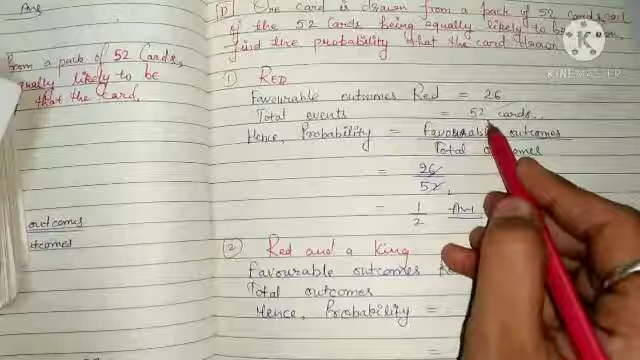 Ans
From a pack of 52 Cards,
equally likely to be
that the card.
outcomes
D One card is drawn from a pack of 52 cards, each
of the 52 cards being equally likely to be
find the probability that the card drawn
KINEMASTER
1) RED
Favourable outcomes Red = 26
Total events = 52 cards..
Hence, Probability = Favourable outcomes
Total outcomes
= 26
52 2
= 1
2 Ans
2) Red and a King
Favourable outcomes
Total outcomes
Hence, Probability =
=